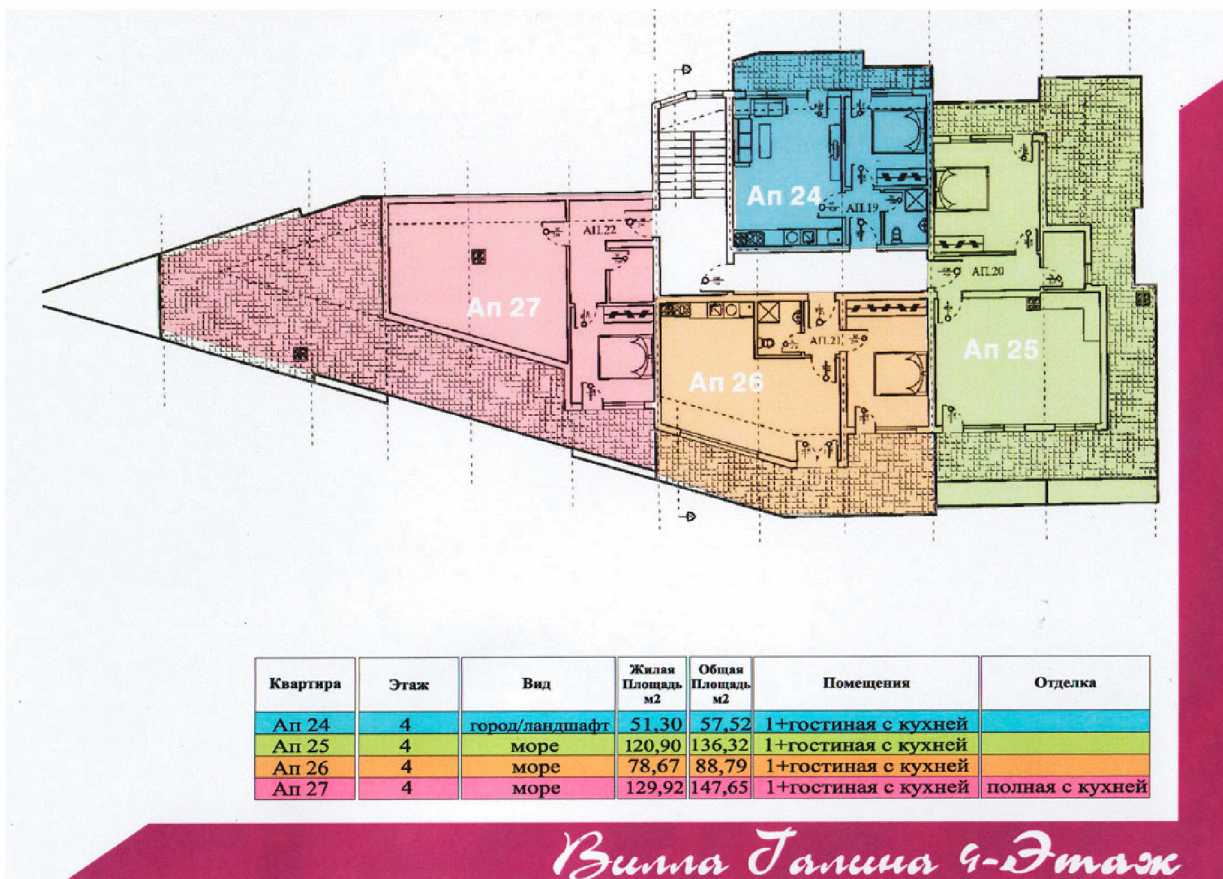 Ап 24
АП.19
АП.22
АП.20
Ап 27
АП.21
Ап 25
Ап 26
Квартира Этаж Вид Жилая Площадь м2 Общая Площадь м2 Помещения Отделка
Ап 24 4 город/ландшафт 51,30 57,52 1+гостиная с кухней
Ап 25 4 море 120,90 136,32 1+гостиная с кухней
Ап 26 4 море 78,67 88,79 1+гостиная с кухней
Ап 27 4 море 129,92 147,65 1+гостиная с кухней полная с кухней
Вилла Галина 4-Этаж